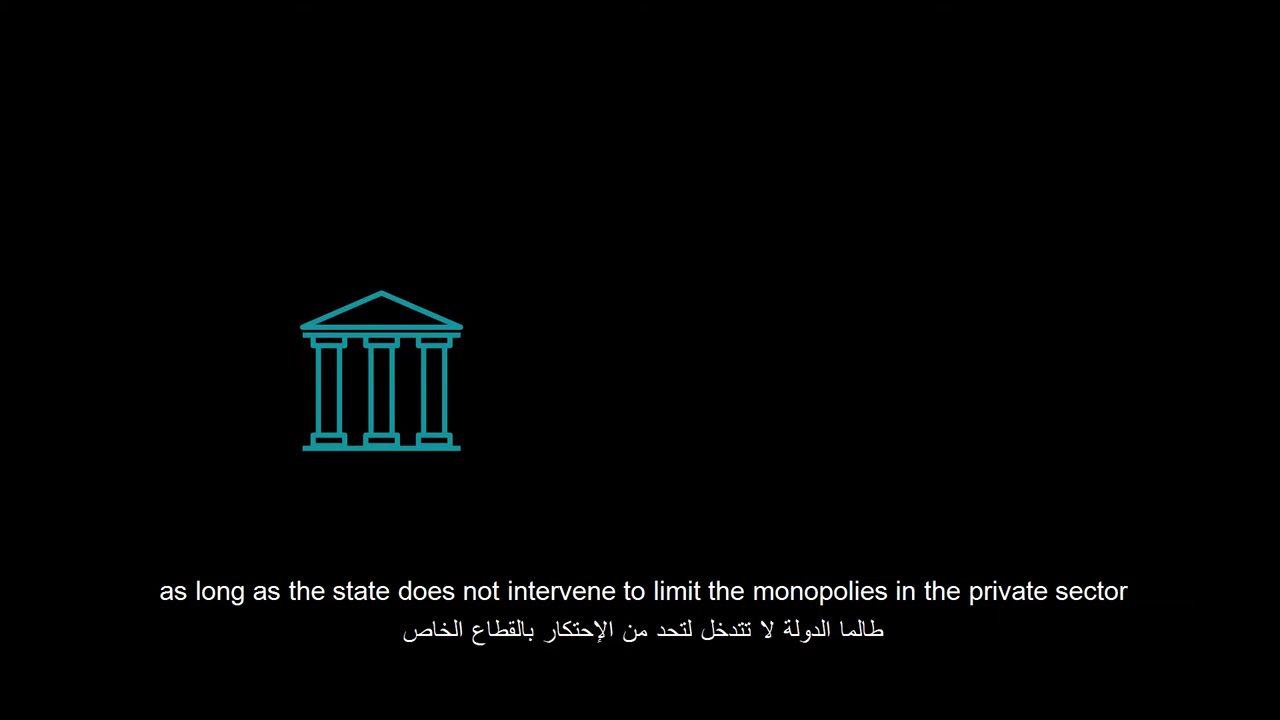 as long as the state does not intervene to limit the monopolies in the private sector
طالما الدولة لا تتدخل لتحد من الإحتكار بالقطاع الخاص